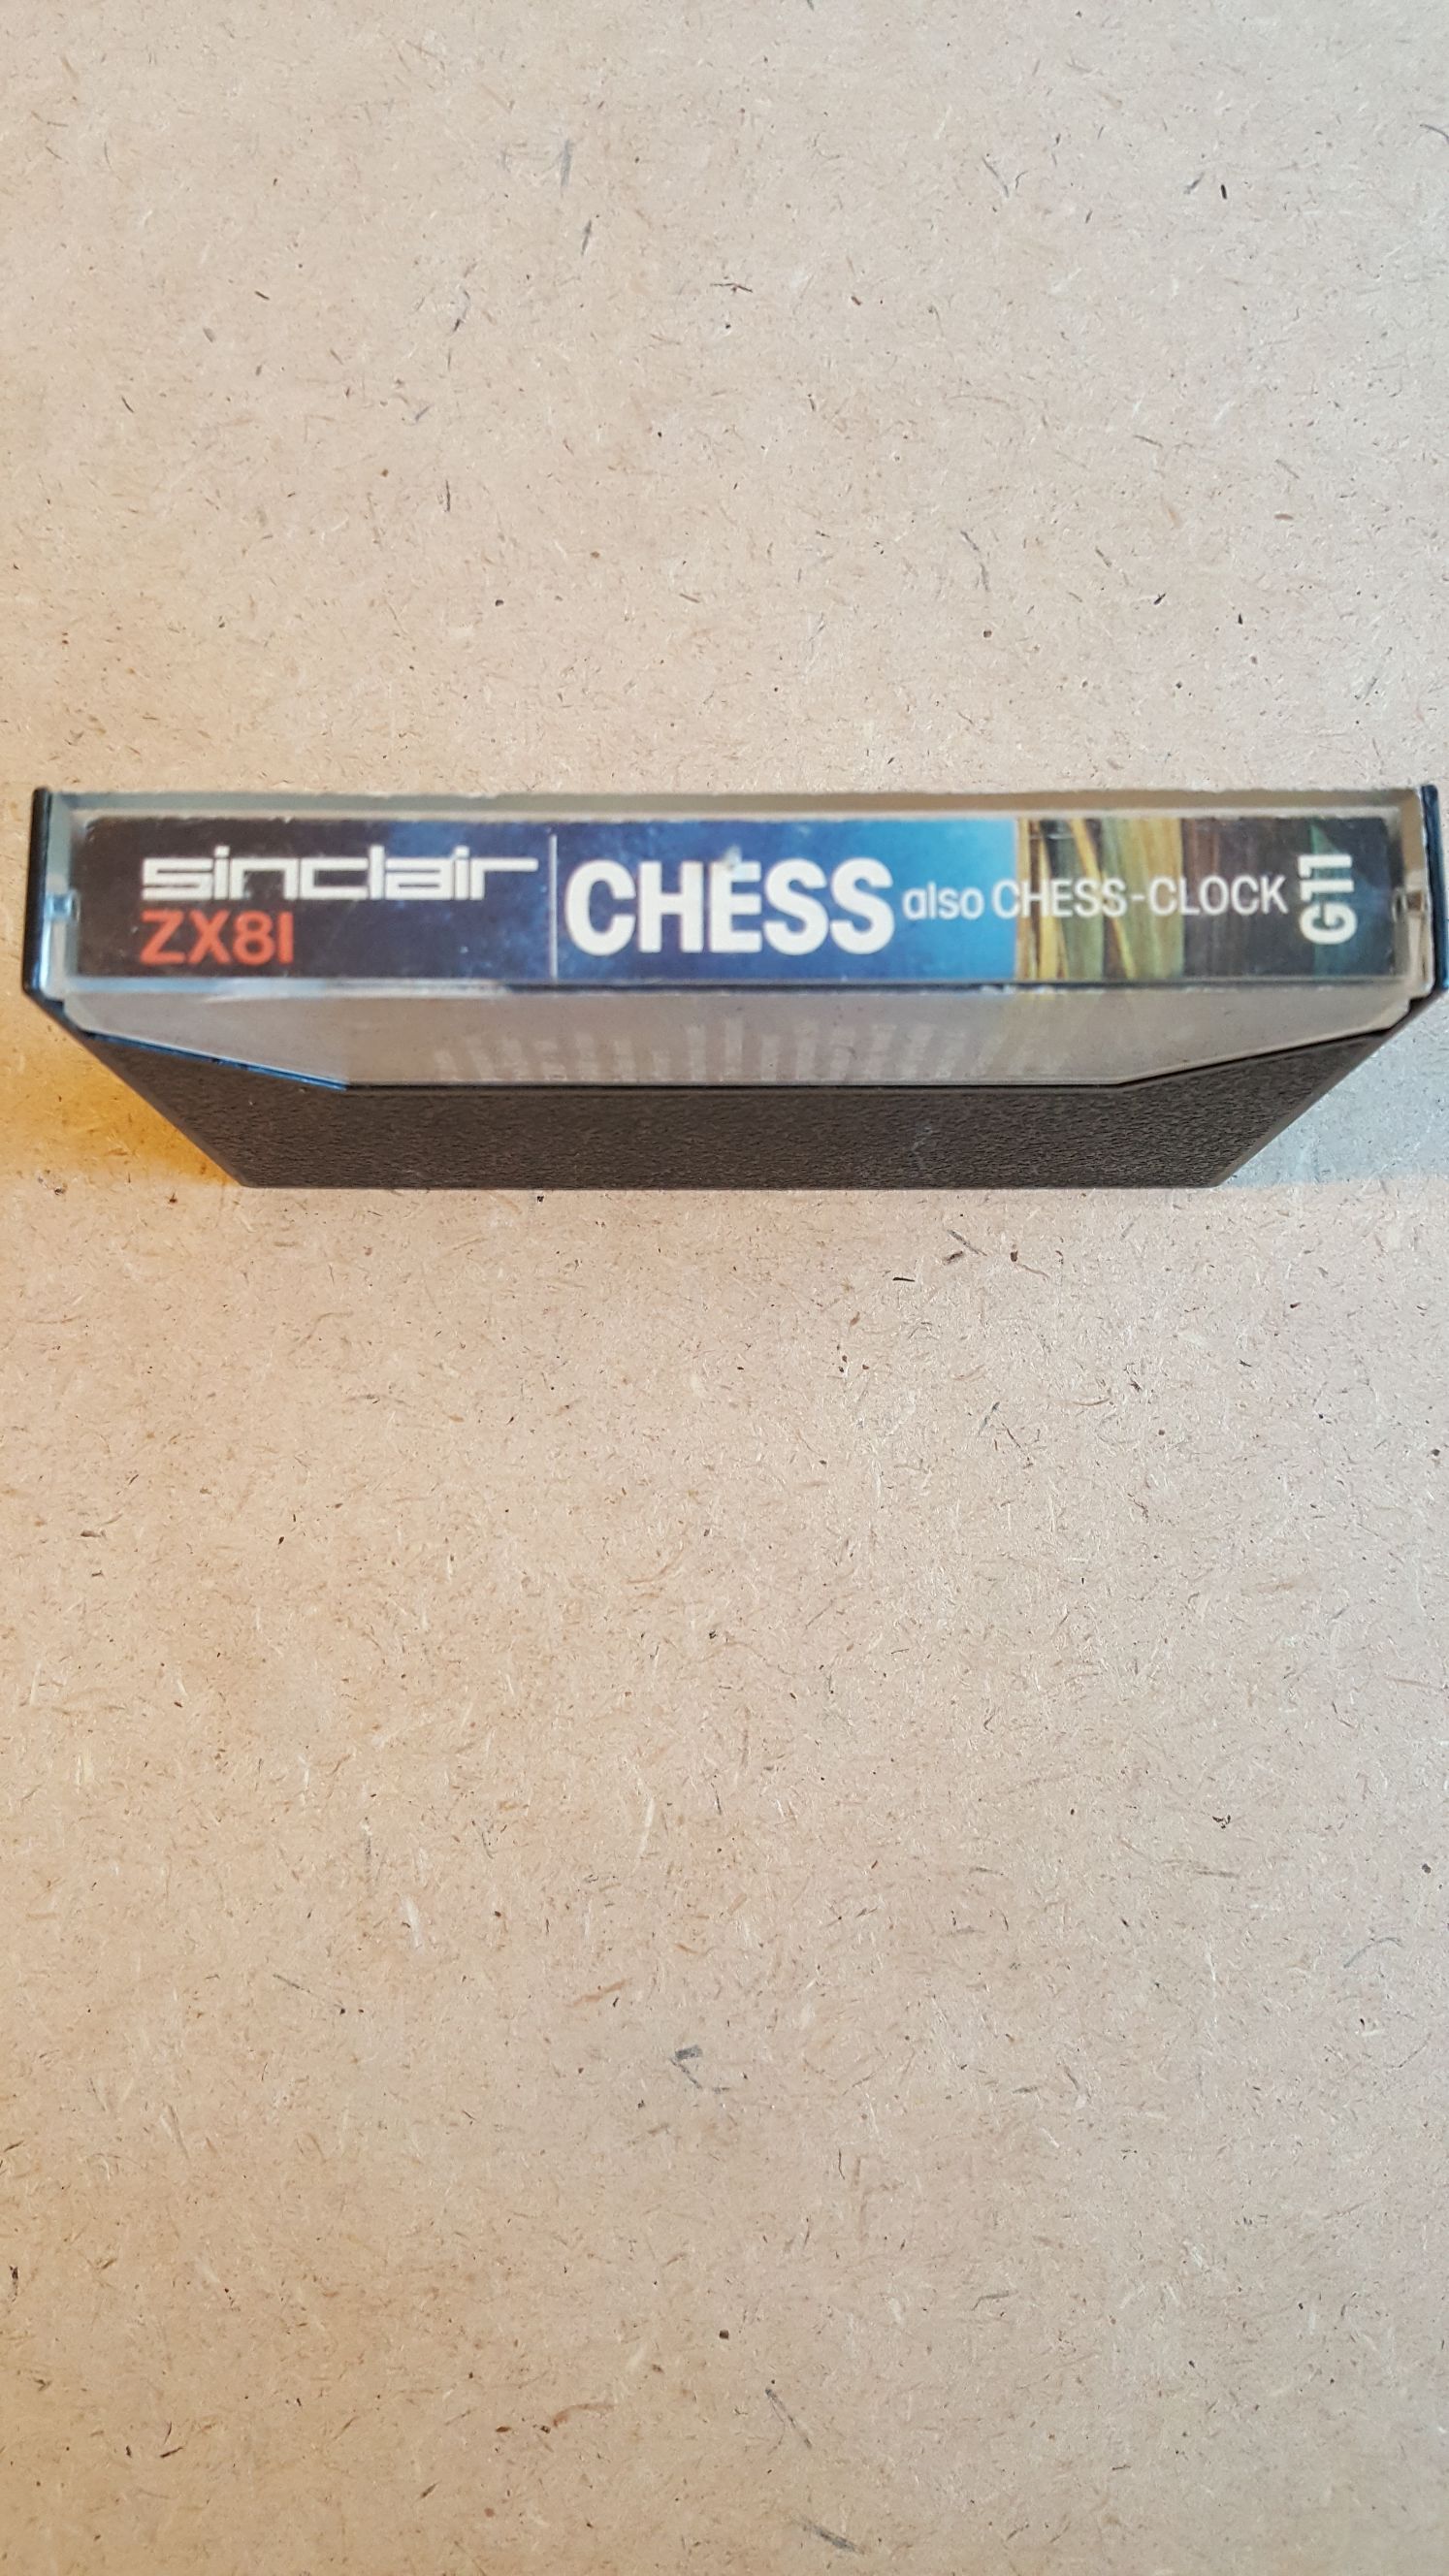 sinclair
ZX81
CHESS also CHESS-CLOCK
G11